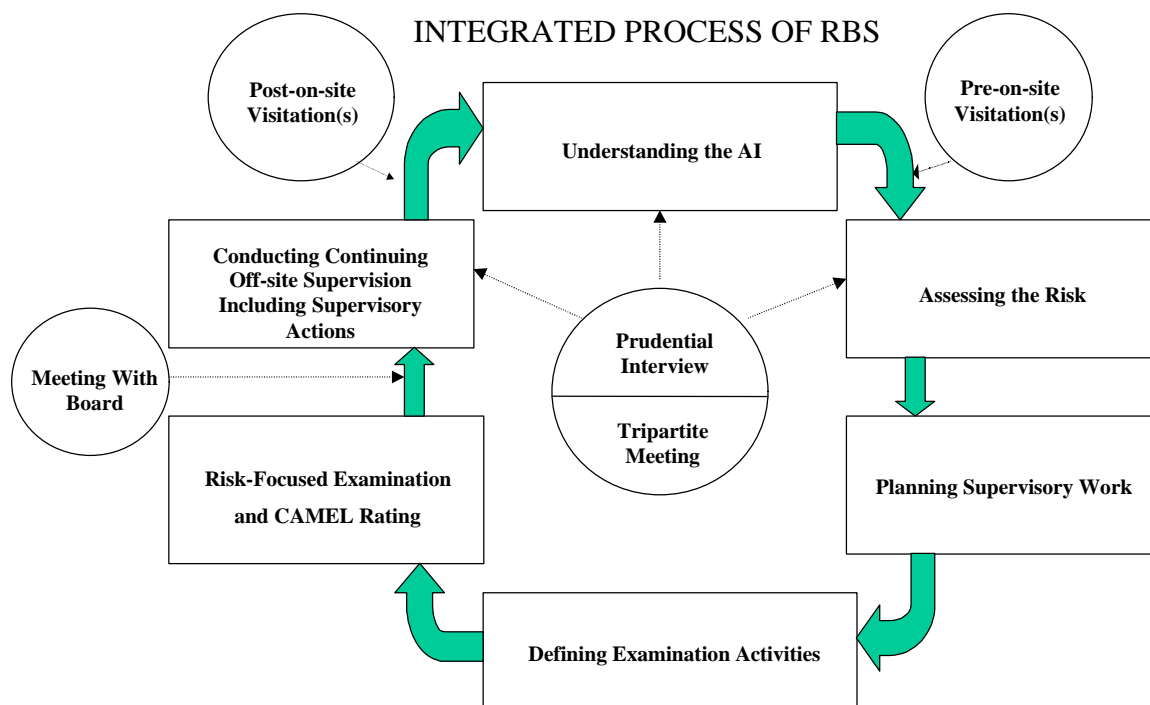 INTEGRATED PROCESS OF RBS
Post-on-site
Visitation(s)
Understanding the AI
Pre-on-site
Visitation(s)
Conducting Continuing
Off-site Supervision
Including Supervisory
Actions
Assessing the Risk
Prudential
Interview
Tripartite
Meeting
Meeting With
Board
Risk-Focused Examination
and CAMEL Rating
Planning Supervisory Work
Defining Examination Activities